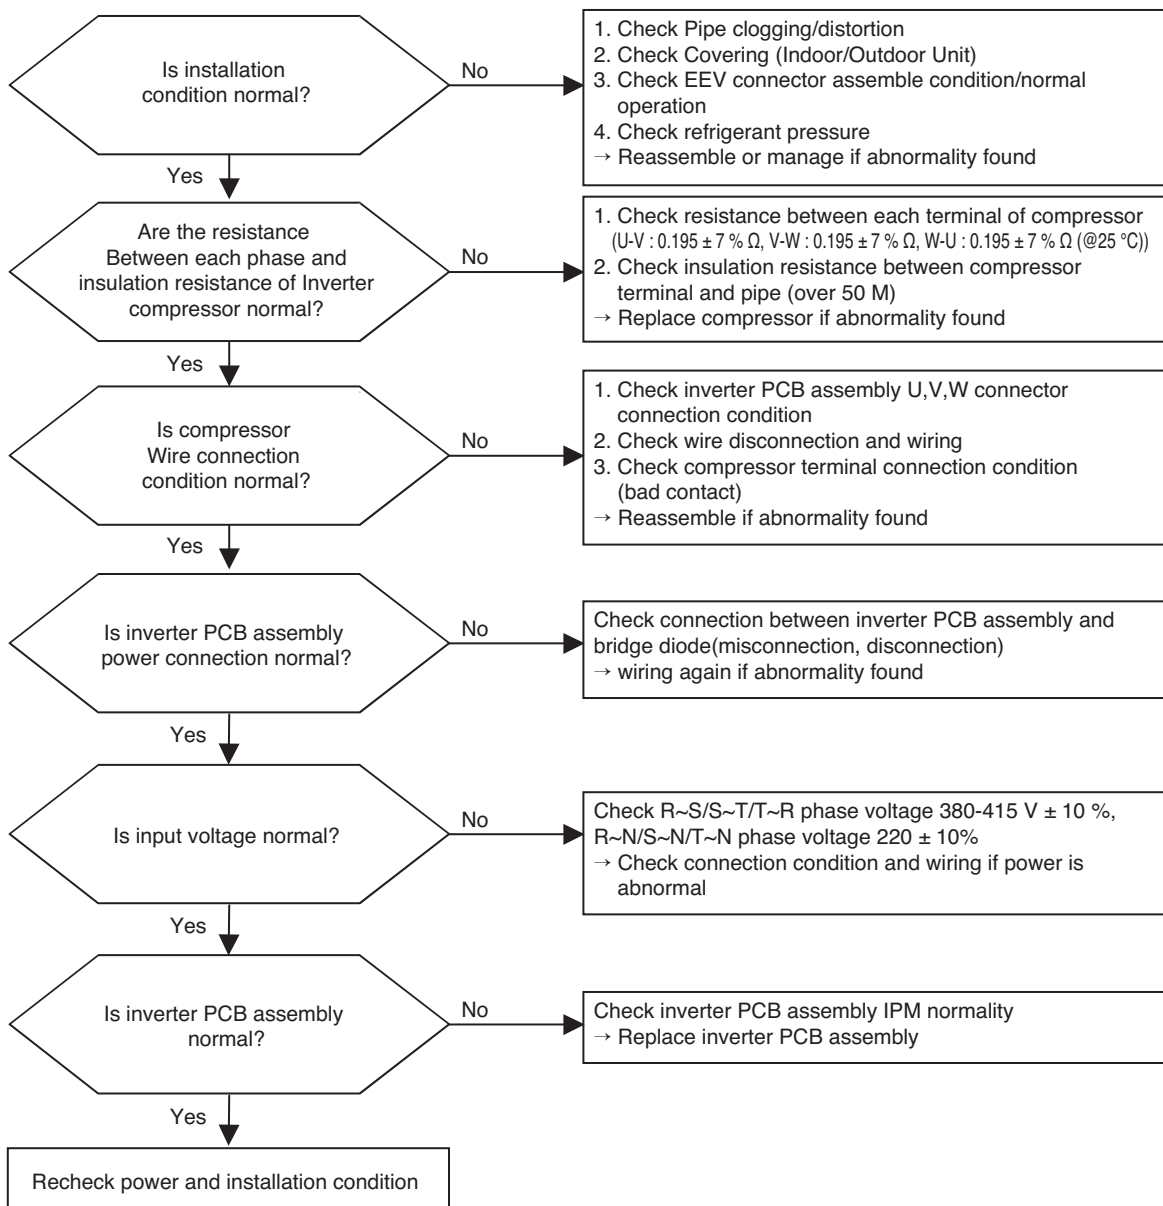 Is installation
condition normal?
No
1. Check Pipe clogging/distortion
2. Check Covering (Indoor/Outdoor Unit)
3. Check EEV connector assemble condition/normal
operation
4. Check refrigerant pressure
→ Reassemble or manage if abnormality found
Yes
Are the resistance
Between each phase and
insulation resistance of Inverter
compressor normal?
No
1. Check resistance between each terminal of compressor
(U-V : 0.195 ± 7 % Ω, V-W : 0.195 ± 7 % Ω, W-U : 0.195 ± 7 % Ω (@25 °C))
2. Check insulation resistance between compressor
terminal and pipe (over 50 M)
→ Replace compressor if abnormality found
Yes
Is compressor
Wire connection
condition normal?
No
1. Check inverter PCB assembly U,V,W connector
connection condition
2. Check wire disconnection and wiring
3. Check compressor terminal connection condition
(bad contact)
→ Reassemble if abnormality found
Yes
Is inverter PCB assembly
power connection normal?
No
Check connection between inverter PCB assembly and
bridge diode(misconnection, disconnection)
→ wiring again if abnormality found
Yes
Is input voltage normal?
No
Check R~S/S~T/T~R phase voltage 380-415 V ± 10 %,
R~N/S~N/T~N phase voltage 220 ± 10%
→ Check connection condition and wiring if power is
abnormal
Yes
Is inverter PCB assembly
normal?
No
Check inverter PCB assembly IPM normality
→ Replace inverter PCB assembly
Yes
Recheck power and installation condition